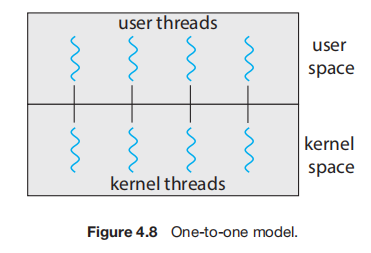 user threads
user
space
kernel
space
kernel threads
Figure 4.8 One-to-one model.